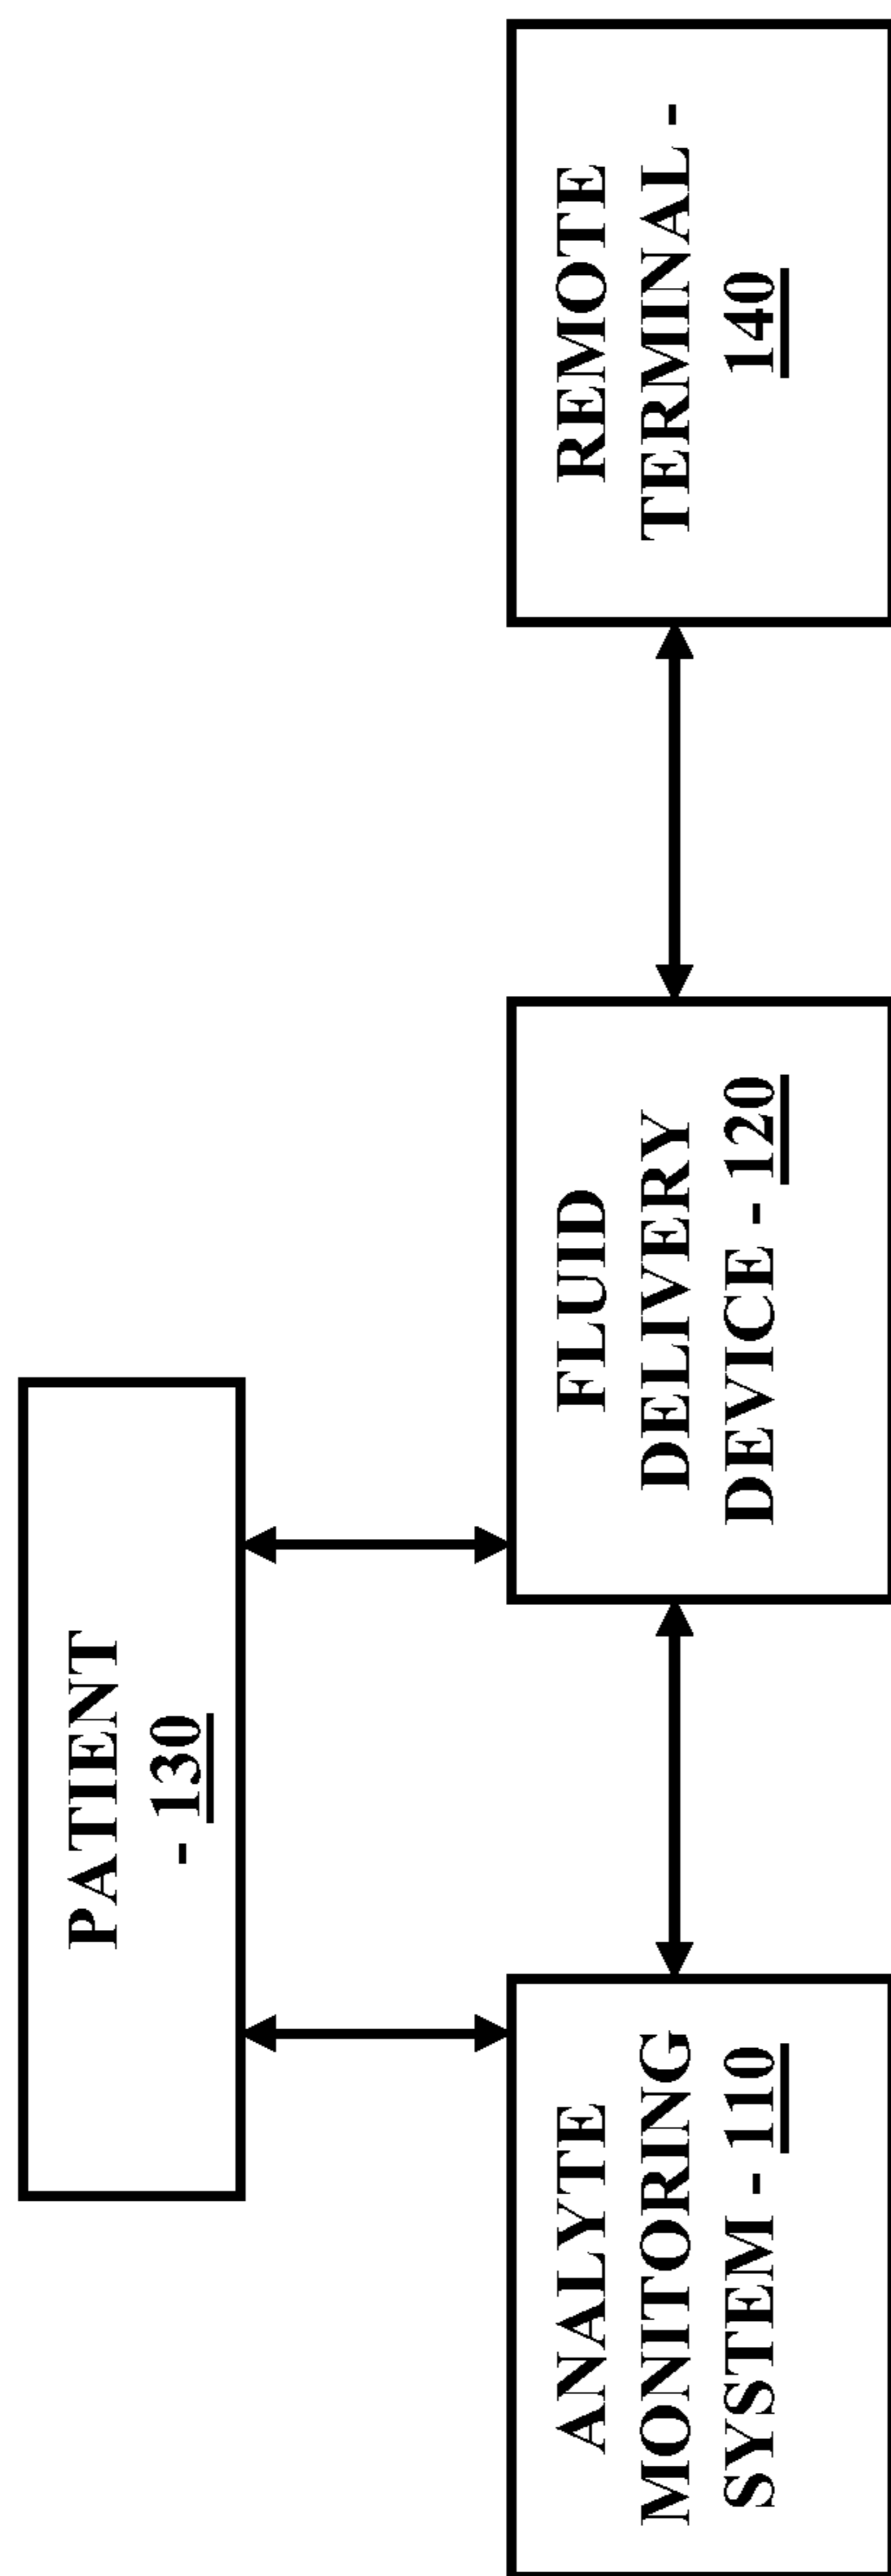 PATIENT
- 130
ANALYTE
MONITORING
SYSTEM - 110
FLUID
DELIVERY
DEVICE - 120
REMOTE
TERMINAL -
140